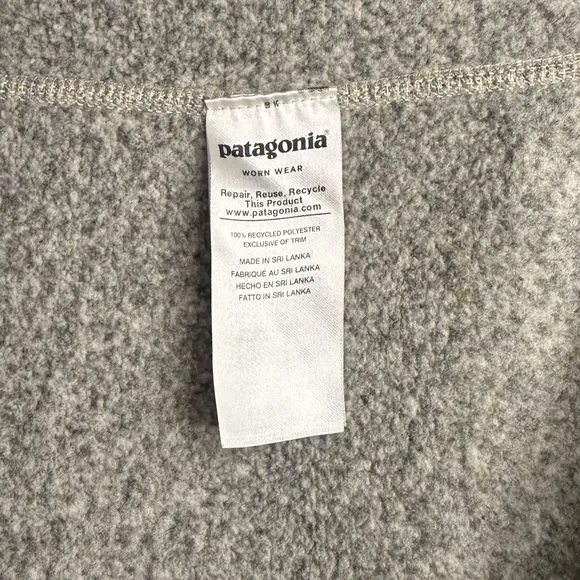 BK
patagonia®
WORN WEAR
Repair, Reuse, Recycle
This Product
www.patagonia.com
100% RECYCLED POLYESTER
EXCLUSIVE OF TRIM
MADE IN SRI LANKA
FABRIQUÉ AU SRI LANKA
HECHO EN SRI LANKA
FATTO IN SRI LANKA